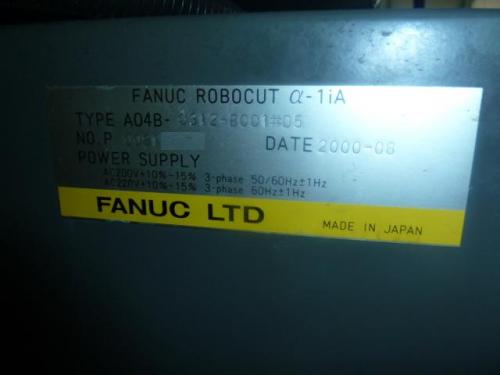 FANUC ROBOCUT α-1iA
TYPE A04B-
NO.P
DATE 2000-08
POWER SUPPLY
AC200V+10%-15% 3-phase 50/60Hz±1Hz
AC220V+10%-15% 3-phase 60Hz±1Hz
FANUC LTD
MADE IN JAPAN